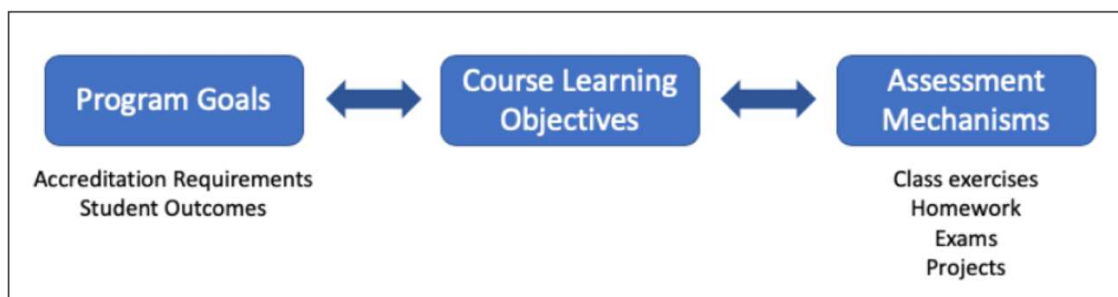 Program Goals
Accreditation Requirements
Student Outcomes
Course Learning
Objectives
Assessment
Mechanisms
Class exercises
Homework
Exams
Projects